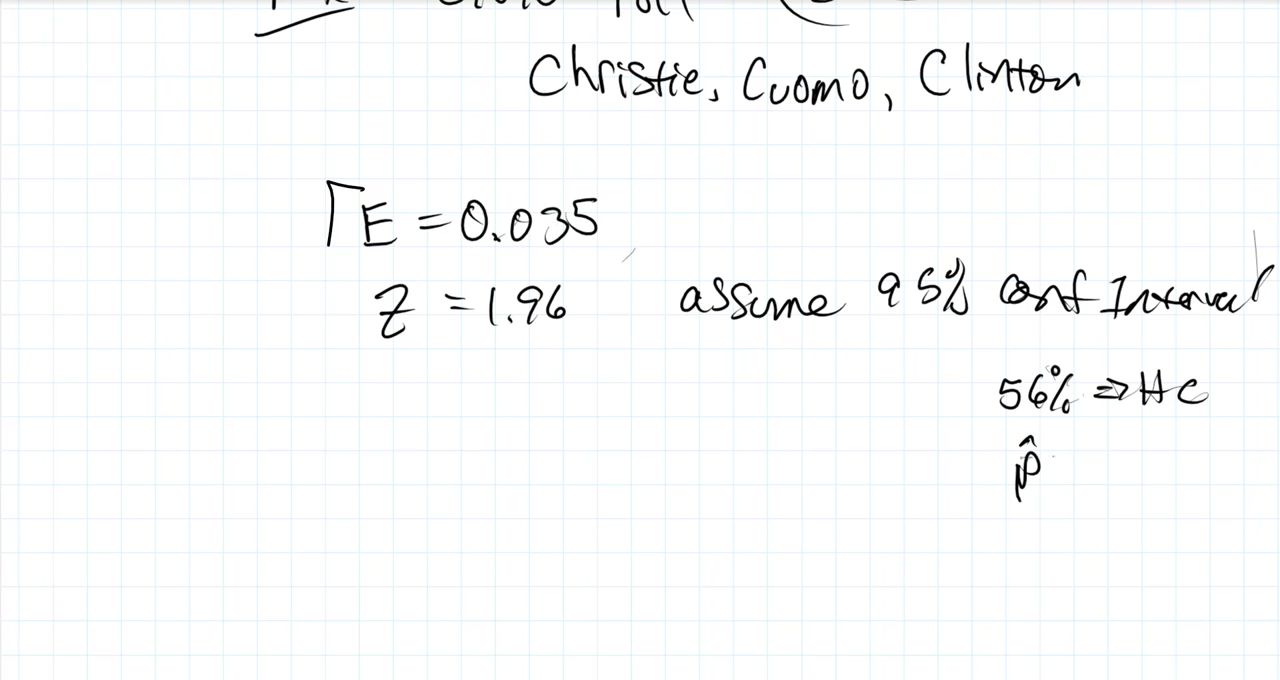 Christie, Cuomo, Clinton
E = 0.035
Z = 1.96 assume 95% Conf Interval
56% ⇒ HC
p̂